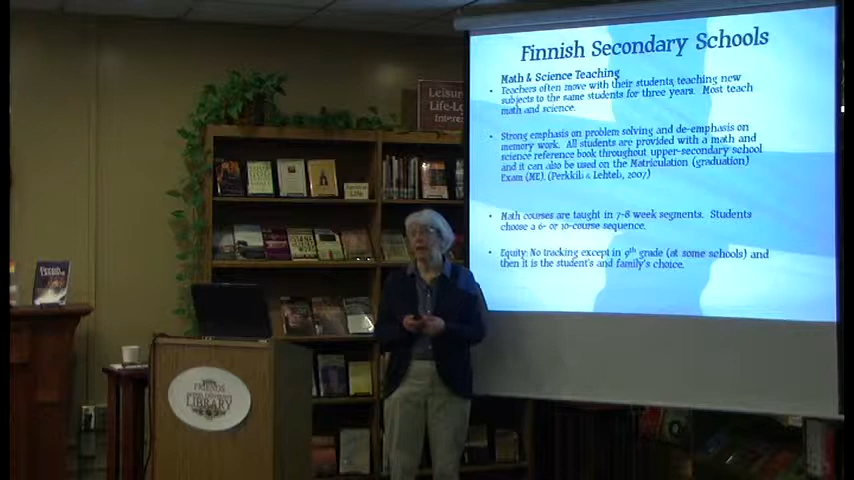 Finnish Secondary Schools
Math & Science Teaching
• Teachers often move with their students, teaching new
subjects to the same students for three years. Most teach
math and science.
• Strong emphasis on problem solving and de-emphasis on
memory work. All students are provided with a math and
science reference book throughout upper-secondary school
and it can also be used on the Matriculation (graduation)
Exam (ME). (Perkkilä & Lehtelä, 2007)
• Math courses are taught in 7-8 week segments. Students
choose a 6- or 10-course sequence.
• Equity: No tracking except in 9th grade (at some schools) and
then it is the student's and family's choice.
Leisure
Life-Lo
Interes
FRIENDS
LIBRARY